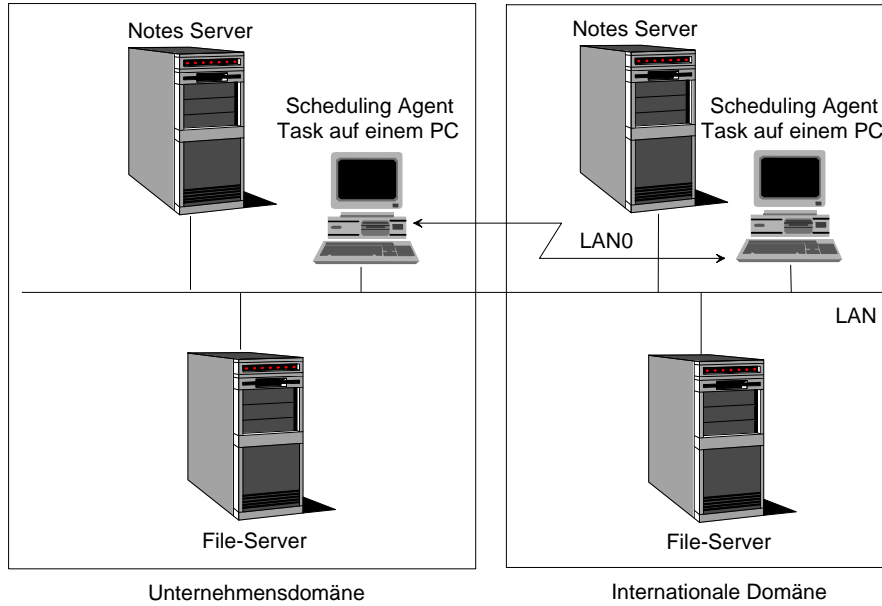 Notes Server
Scheduling Agent
Task auf einem PC
Notes Server
Scheduling Agent
Task auf einem PC
LAN0
LAN
File-Server
File-Server
Unternehmensdomäne
Internationale Domäne